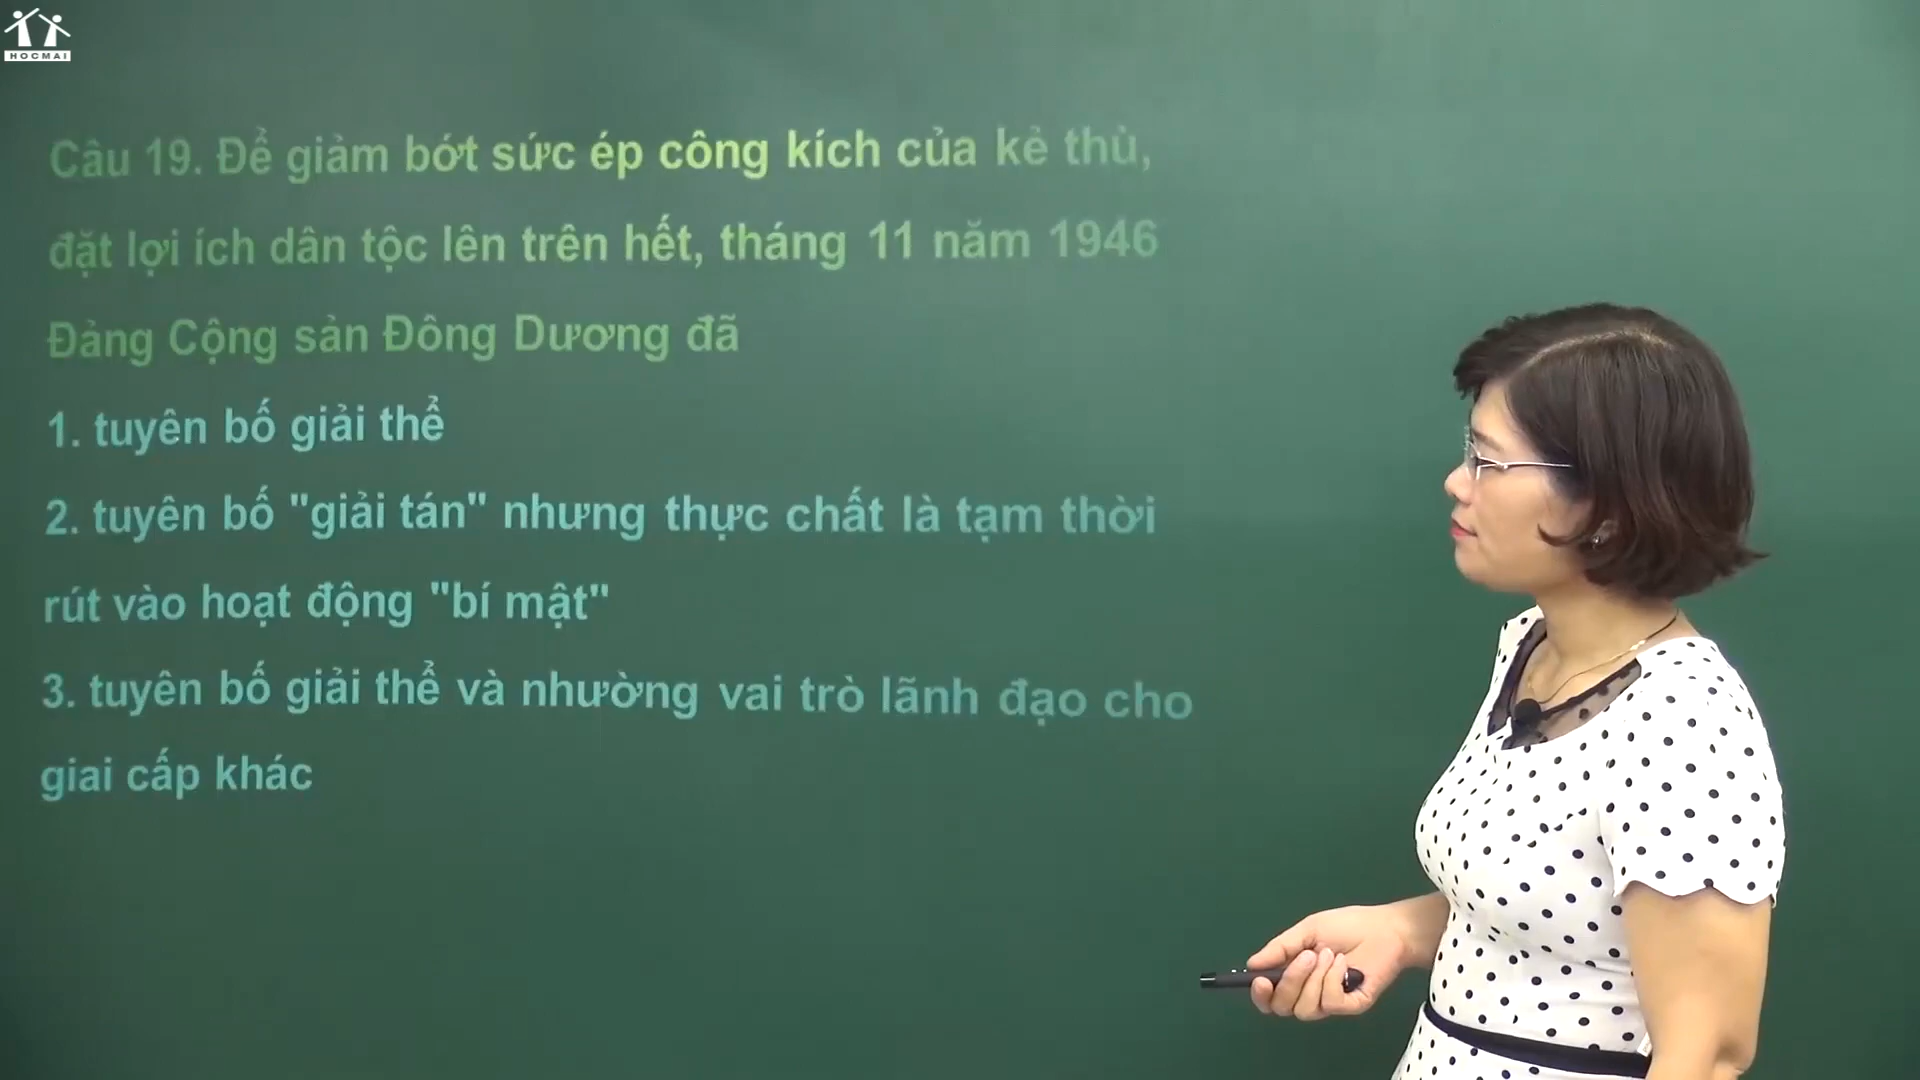 HOCMAI
Câu 19. Để giảm bớt sức ép công kích của kẻ thù,
đặt lợi ích dân tộc lên trên hết, tháng 11 năm 1946
Đảng Cộng sản Đông Dương đã
1. tuyên bố giải thể
2. tuyên bố "giải tán" nhưng thực chất là tạm thời
rút vào hoạt động "bí mật"
3. tuyên bố giải thể và nhường vai trò lãnh đạo cho
giai cấp khác